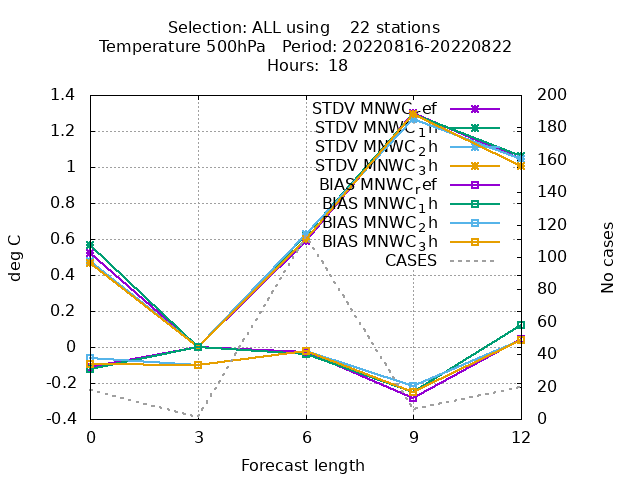 Selection: ALL using 22 stations
Temperature 500hPa Period: 20220816-20220822
Hours: 18
1.4
1.2
1
0.8
0.6
0.4
0.2
0
-0.2
-0.4
deg C
STDV MNWC_ref
STDV MNWC_1h
STDV MNWC_2h
STDV MNWC_3h
BIAS MNWC_ref
BIAS MNWC_1h
BIAS MNWC_2h
BIAS MNWC_3h
CASES
200
180
160
140
120
100
80
60
40
20
0
No cases
0 3 6 9 12
Forecast length